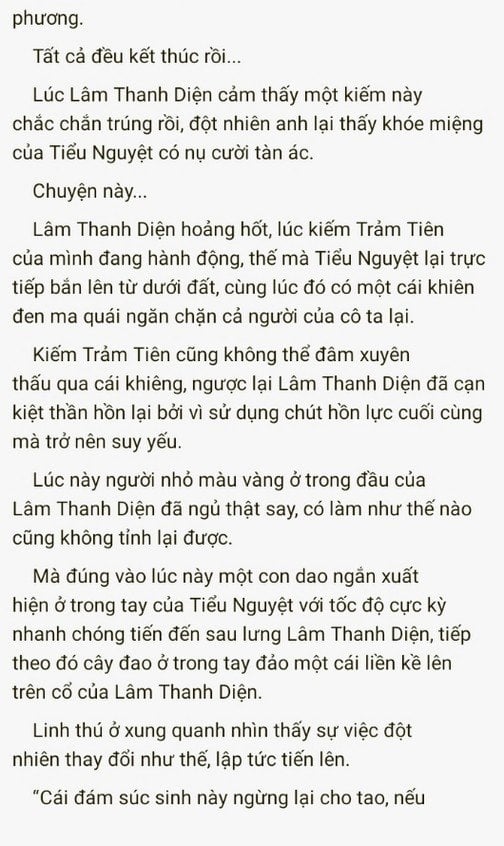 phương.
Tất cả đều kết thúc rồi...
Lúc Lâm Thanh Diện cảm thấy một kiếm này
chắc chắn trúng rồi, đột nhiên anh lại thấy khóe miệng
của Tiểu Nguyệt có nụ cười tàn ác.
Chuyện này...
Lâm Thanh Diện hoảng hốt, lúc kiếm Trảm Tiên
của mình đang hành động, thế mà Tiểu Nguyệt lại trực
tiếp bắn lên từ dưới đất, cùng lúc đó có một cái khiên
đen ma quái ngăn chặn cả người của cô ta lại.
Kiếm Trảm Tiên cũng không thể đâm xuyên
thấu qua cái khiêng, ngược lại Lâm Thanh Diện đã cạn
kiệt thần hồn lại bởi vì sử dụng chút hồn lực cuối cùng
mà trở nên suy yếu.
Lúc này người nhỏ màu vàng ở trong đầu của
Lâm Thanh Diện đã ngủ thật say, có làm như thế nào
cũng không tỉnh lại được.
Mà đúng vào lúc này một con dao ngắn xuất
hiện ở trong tay của Tiểu Nguyệt với tốc độ cực kỳ
nhanh chóng tiến đến sau lưng Lâm Thanh Diện, tiếp
theo đó cây đao ở trong tay đảo một cái liền kề lên
trên cổ của Lâm Thanh Diện.
Linh thú ở xung quanh nhìn thấy sự việc đột
nhiên thay đổi như thế, lập tức tiến lên.
“Cái đám súc sinh này ngừng lại cho tao, nếu